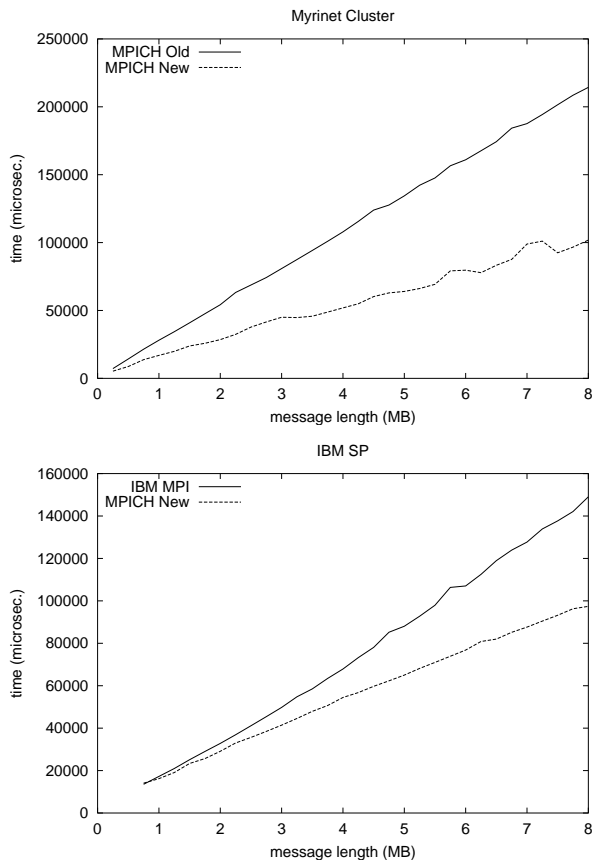 Myrinet Cluster
250000
200000
150000
100000
50000
0
time (microsec.)
MPICH Old
MPICH New
0 1 2 3 4 5 6 7 8
message length (MB)
IBM SP
160000
140000
120000
100000
80000
60000
40000
20000
0
time (microsec.)
IBM MPI
MPICH New
0 1 2 3 4 5 6 7 8
message length (MB)